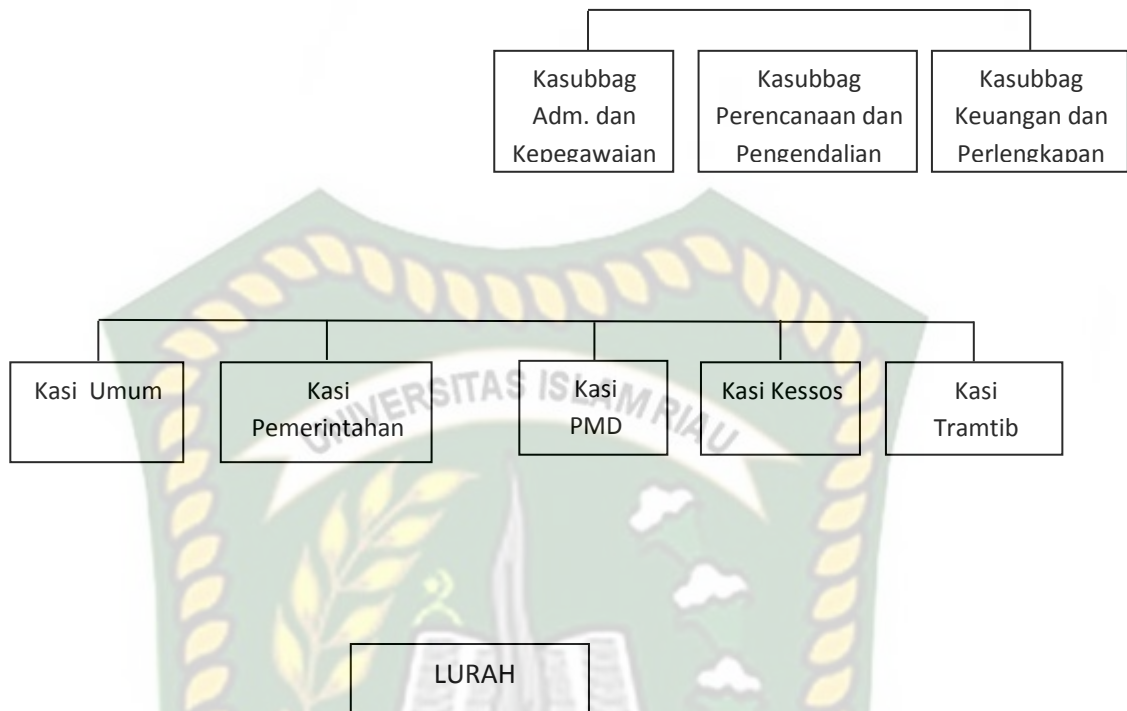 Kasubbag
Adm. dan
Kepegawaian
Kasubbag
Perencanaan dan
Pengendalian
Kasubbag
Keuangan dan
Perlengkapan
Kasi Umum
Kasi
Pemerintahan
Kasi
PMD
Kasi Kessos
Kasi
Tramtib
UNIVERSITAS ISLAM RIAU
LURAH